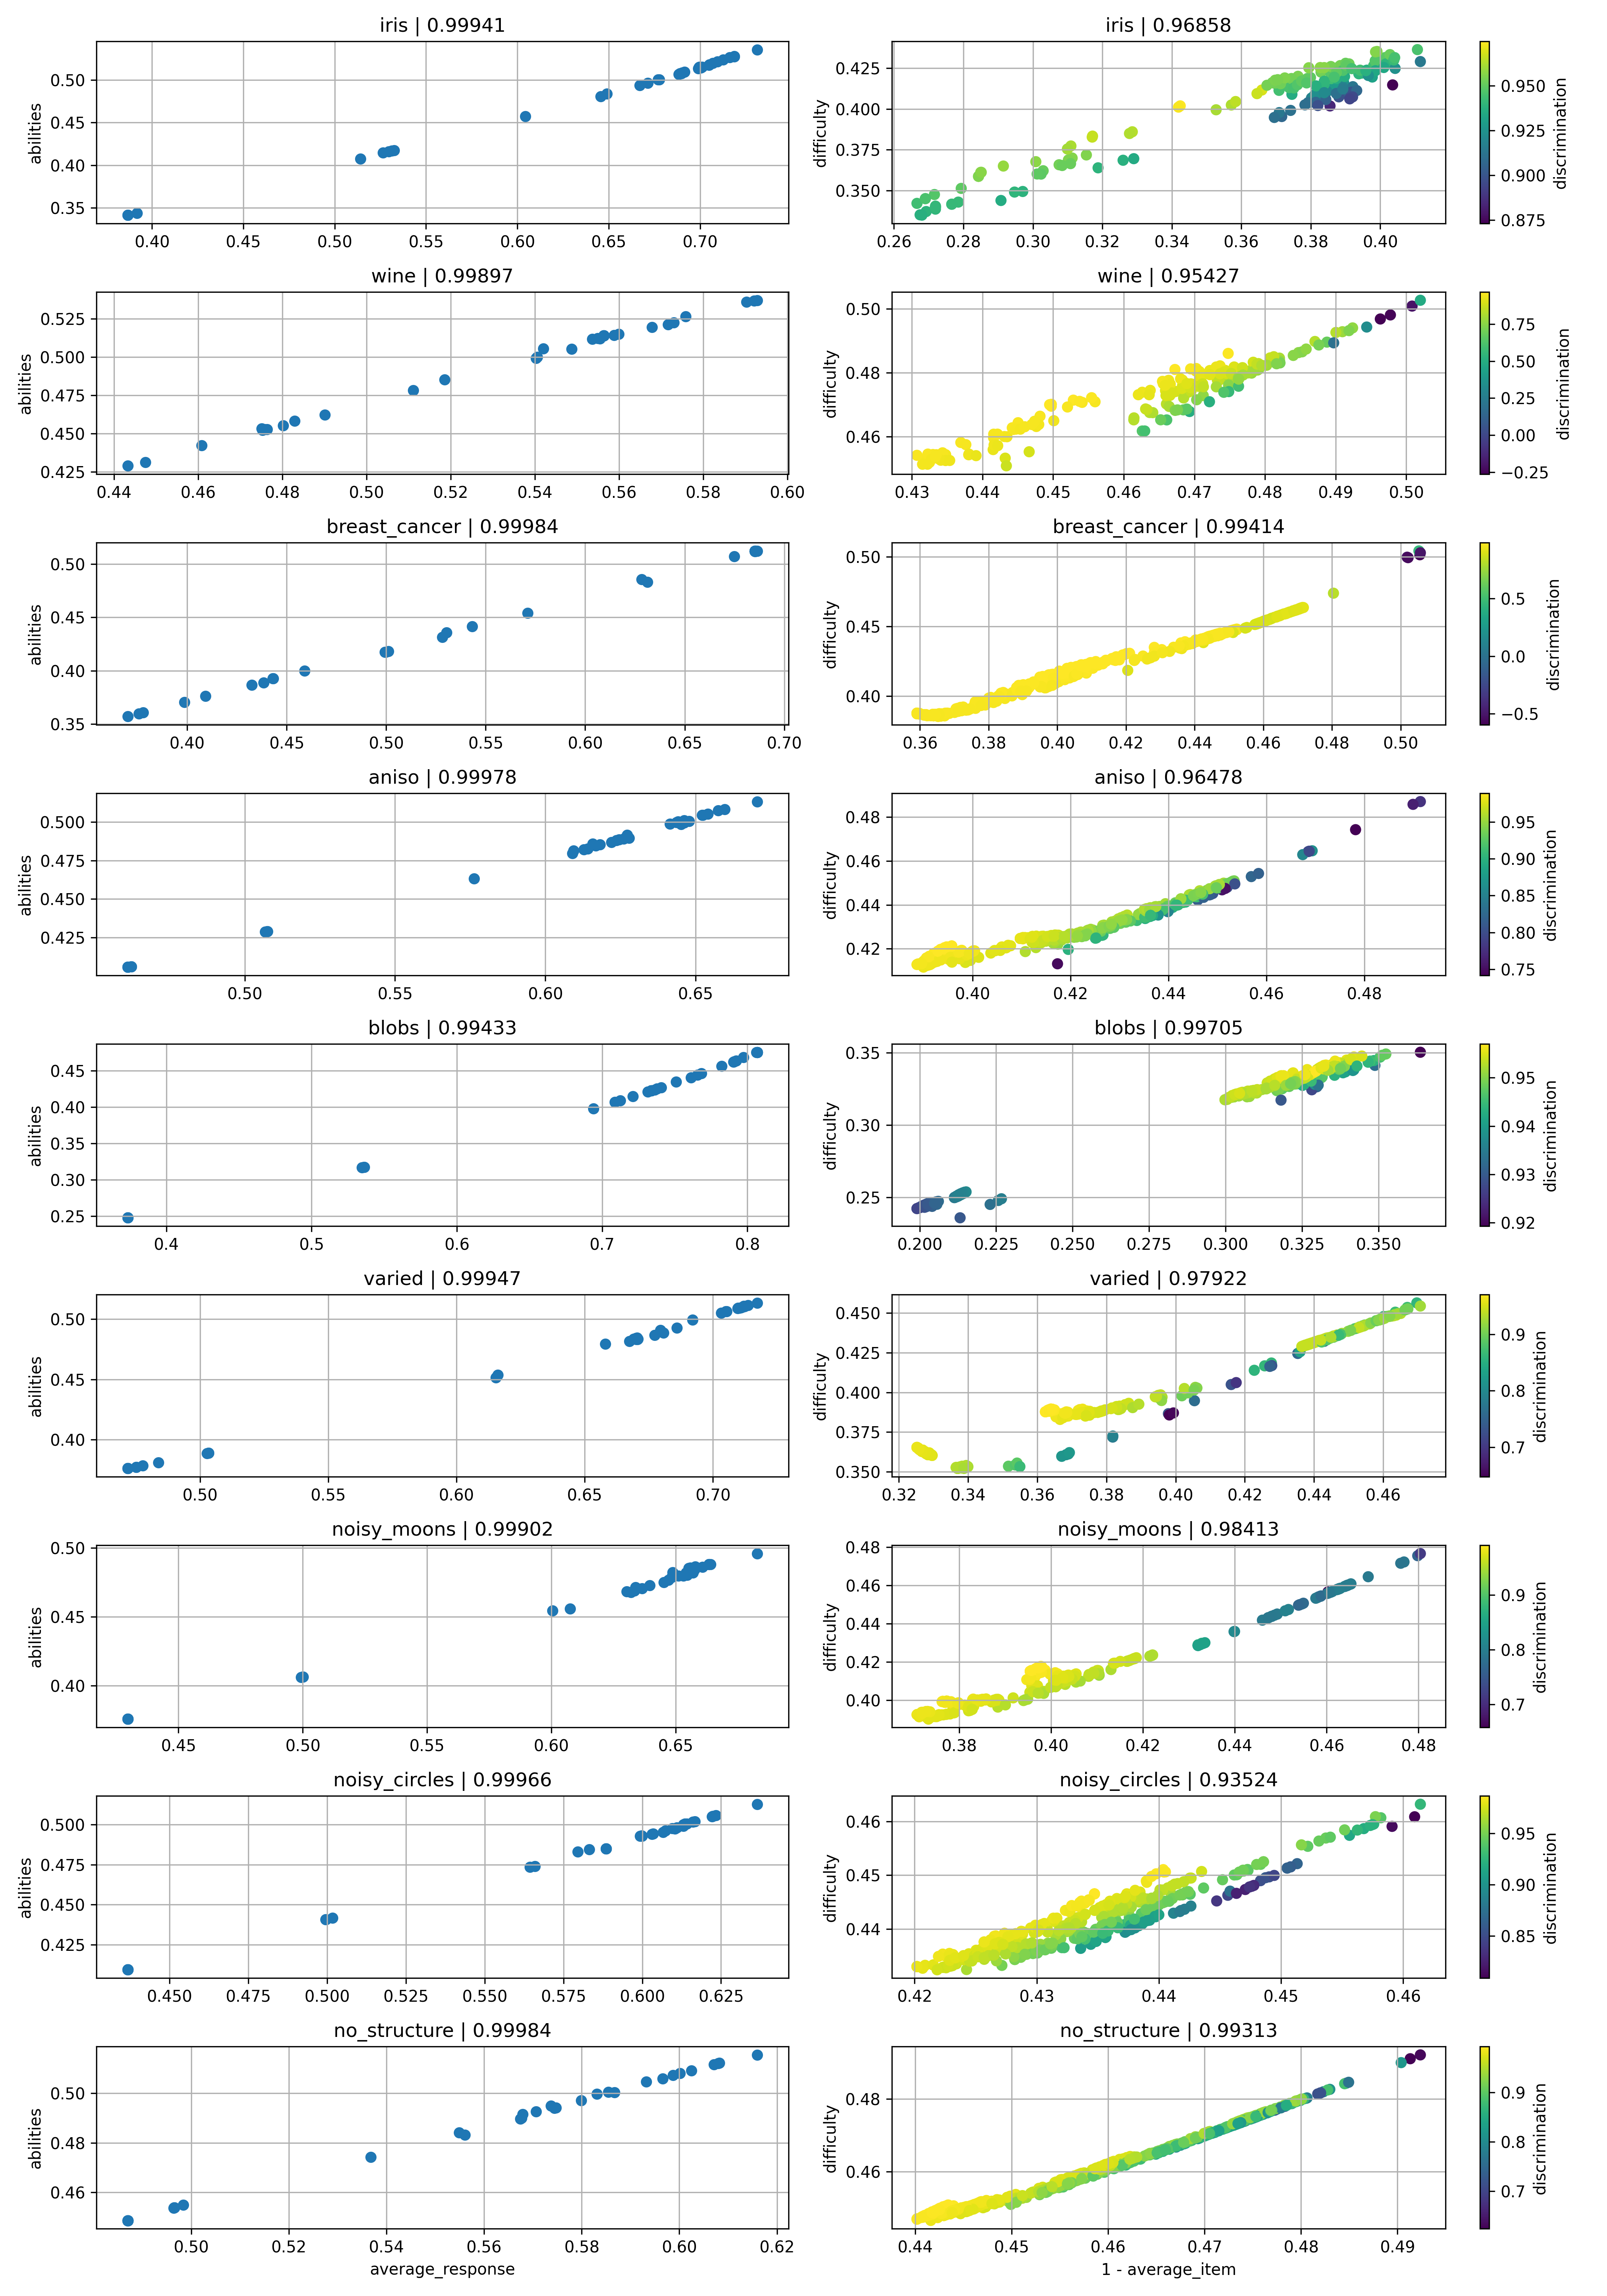 iris | 0.99941
abilities
0.50
0.45
0.40
0.35
0.40 0.45 0.50 0.55 0.60 0.65 0.70
iris | 0.96858
difficulty
0.425
0.400
0.375
0.350
0.26 0.28 0.30 0.32 0.34 0.36 0.38 0.40
0.950
0.925
0.900
0.875
discrimination
wine | 0.99897
abilities
0.525
0.500
0.475
0.450
0.425
0.44 0.46 0.48 0.50 0.52 0.54 0.56 0.58 0.60
wine | 0.95427
difficulty
0.50
0.48
0.46
0.43 0.44 0.45 0.46 0.47 0.48 0.49 0.50
0.75
0.50
0.25
0.00
−0.25
discrimination
breast_cancer | 0.99984
abilities
0.50
0.45
0.40
0.35
0.40 0.45 0.50 0.55 0.60 0.65 0.70
breast_cancer | 0.99414
difficulty
0.50
0.45
0.40
0.36 0.38 0.40 0.42 0.44 0.46 0.48 0.50
0.5
0.0
−0.5
discrimination
aniso | 0.99978
abilities
0.500
0.475
0.450
0.425
0.50 0.55 0.60 0.65
aniso | 0.96478
difficulty
0.48
0.46
0.44
0.42
0.40 0.42 0.44 0.46 0.48
0.95
0.90
0.85
0.80
0.75
discrimination
blobs | 0.99433
abilities
0.45
0.40
0.35
0.30
0.25
0.4 0.5 0.6 0.7 0.8
blobs | 0.99705
difficulty
0.35
0.30
0.25
0.200 0.225 0.250 0.275 0.300 0.325 0.350
0.95
0.94
0.93
0.92
discrimination
varied | 0.99947
abilities
0.50
0.45
0.40
0.50 0.55 0.60 0.65 0.70
varied | 0.97922
difficulty
0.450
0.425
0.400
0.375
0.350
0.32 0.34 0.36 0.38 0.40 0.42 0.44 0.46
0.9
0.8
0.7
discrimination
noisy_moons | 0.99902
abilities
0.50
0.45
0.40
0.45 0.50 0.55 0.60 0.65
noisy_moons | 0.98413
difficulty
0.48
0.46
0.44
0.42
0.40
0.38 0.40 0.42 0.44 0.46 0.48
0.9
0.8
0.7
discrimination
noisy_circles | 0.99966
abilities
0.500
0.475
0.450
0.425
0.450 0.475 0.500 0.525 0.550 0.575 0.600 0.625
noisy_circles | 0.93524
difficulty
0.46
0.45
0.44
0.42 0.43 0.44 0.45 0.46
0.95
0.90
0.85
discrimination
no_structure | 0.99984
abilities
0.50
0.48
0.46
0.50 0.52 0.54 0.56 0.58 0.60 0.62
average_response
no_structure | 0.99313
difficulty
0.48
0.46
0.44 0.45 0.46 0.47 0.48 0.49
1 - average_item
0.9
0.8
0.7
discrimination